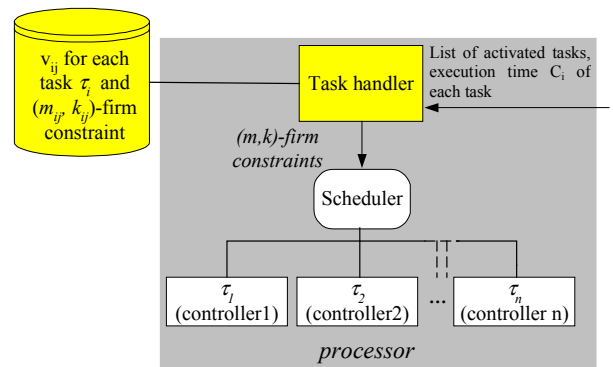 v_ij for each
task τ_i and
(m_ij, k_ij)-firm
constraint
Task handler
List of activated tasks,
execution time C_i of
each task
(m,k)-firm
constraints
Scheduler
τ_1
(controller1)
τ_2
(controller2)
...
τ_n
(controller n)
processor